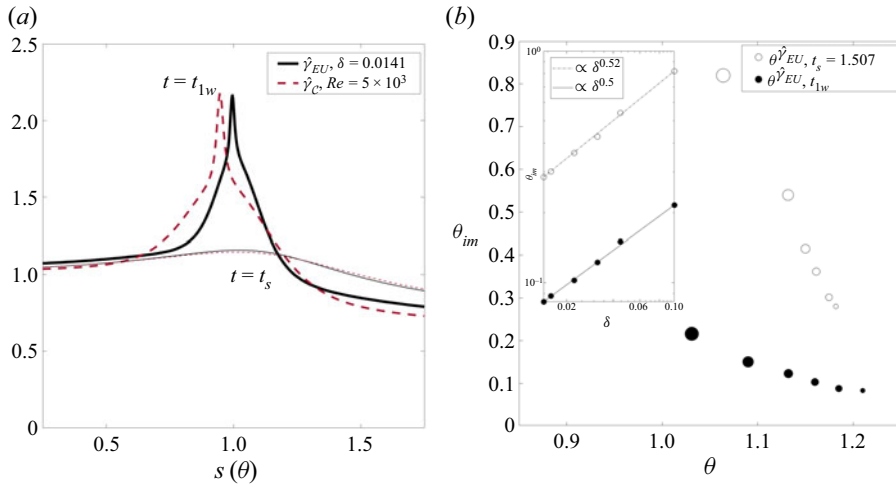 (a)
2.5
2.0
1.5
1.0
0.5
0
0.5
1.0
1.5
s (θ)
t = t1w
t = ts
γ̂EU, δ = 0.0141
γ̂C, Re = 5 × 10³
(b)
0.9
0.8
0.7
0.6
0.5
0.4
0.3
0.2
0.1
0
θim
0.9
1.0
1.1
1.2
θ
θγ̂EU, ts = 1.507
θγ̂EU, t1w
∝ δ0.52
∝ δ0.5
10⁰
θim
10⁻¹
0.02
0.06
0.10
δ